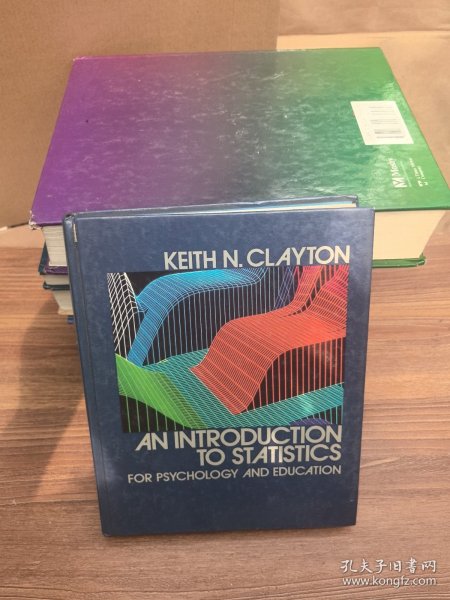 Mosby
KEITH N. CLAYTON
AN INTRODUCTION
TO STATISTICS
FOR PSYCHOLOGY AND EDUCATION
孔夫子旧书网
www.kongfz.com